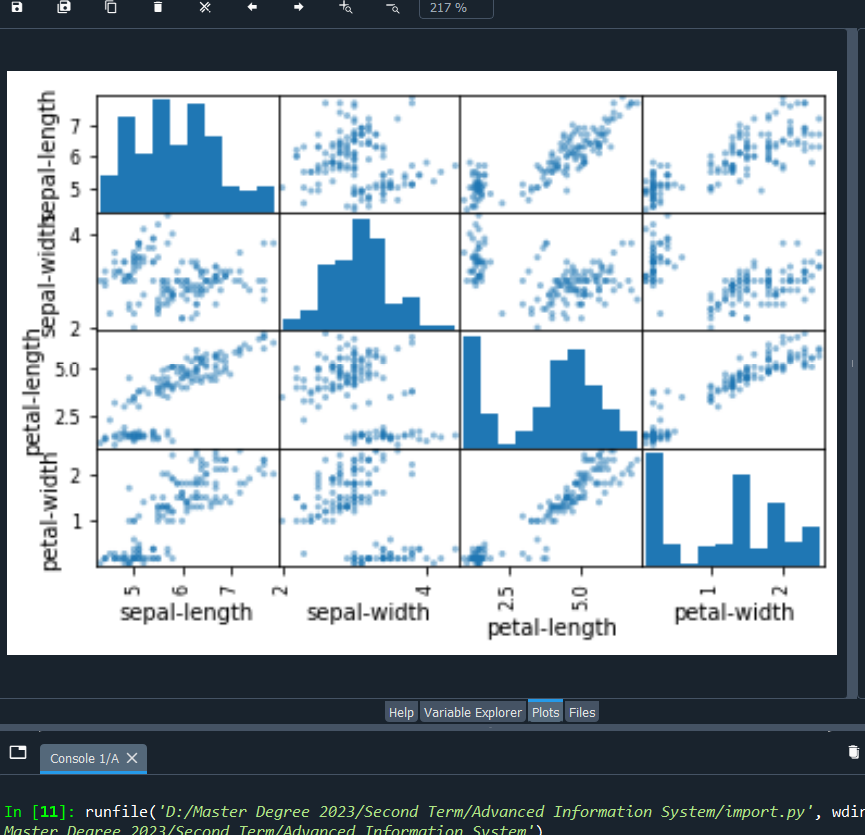 217 %
sepal-length
7
6
5
sepal-width
4
2
petal-length
5.0
2.5
petal-width
2
1
5 6 7 2 4 2.5 5.0 1 2
sepal-length sepal-width petal-length petal-width
Help Variable Explorer Plots Files
Console 1/A
In [11]: runfile('D:/Master Degree 2023/Second Term/Advanced Information System/import.py', wdir
Master Degree 2023/Second Term/Advanced Information System')